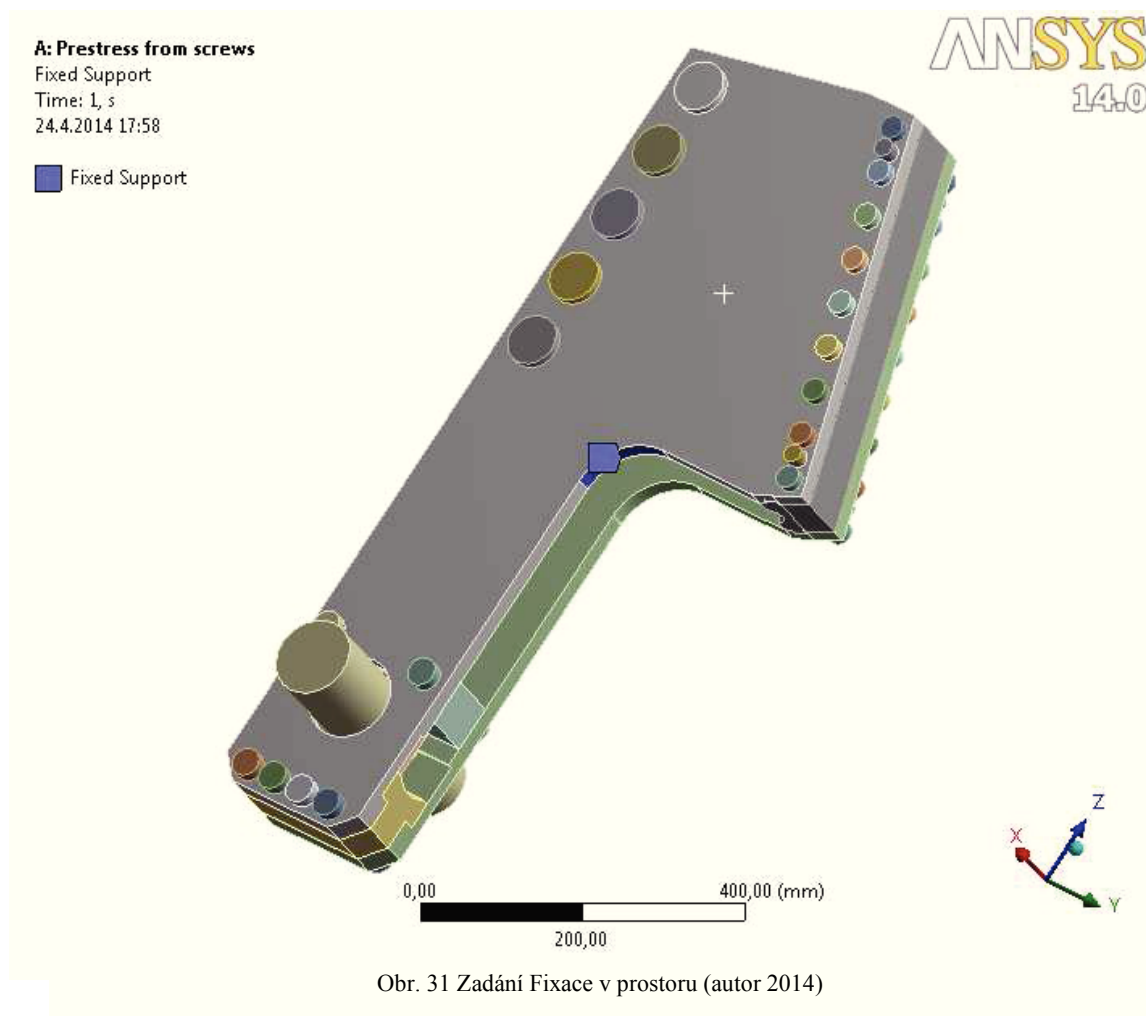 A: Prestress from screws
Fixed Support
Time: 1, s
24.4.2014 17:58
Fixed Support
ANSYS
14.0
X
Z
Y
0,00
400,00 (mm)
200,00
Obr. 31 Zadání Fixace v prostoru (autor 2014)